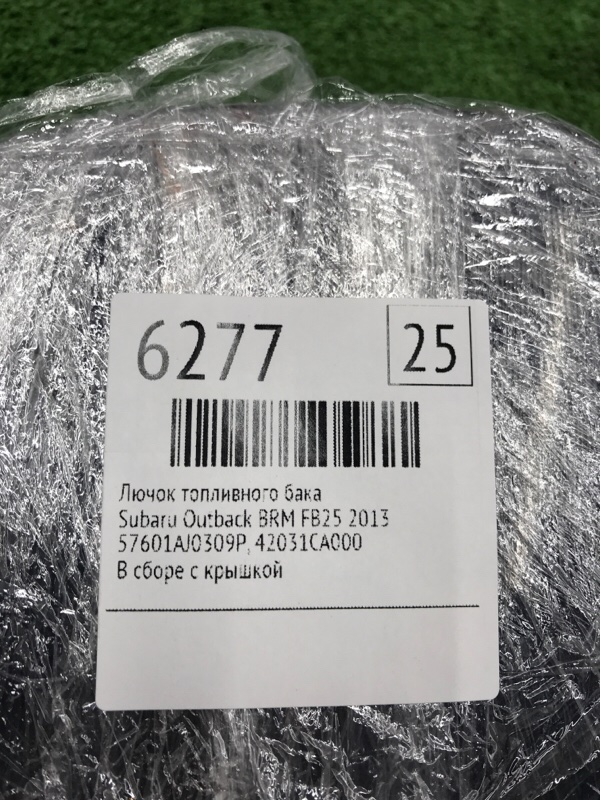 6277
25
Лючок топливного бака
Subaru Outback BRM FB25 2013
57601AJ0309P, 42031CA000
В сборе с крышкой